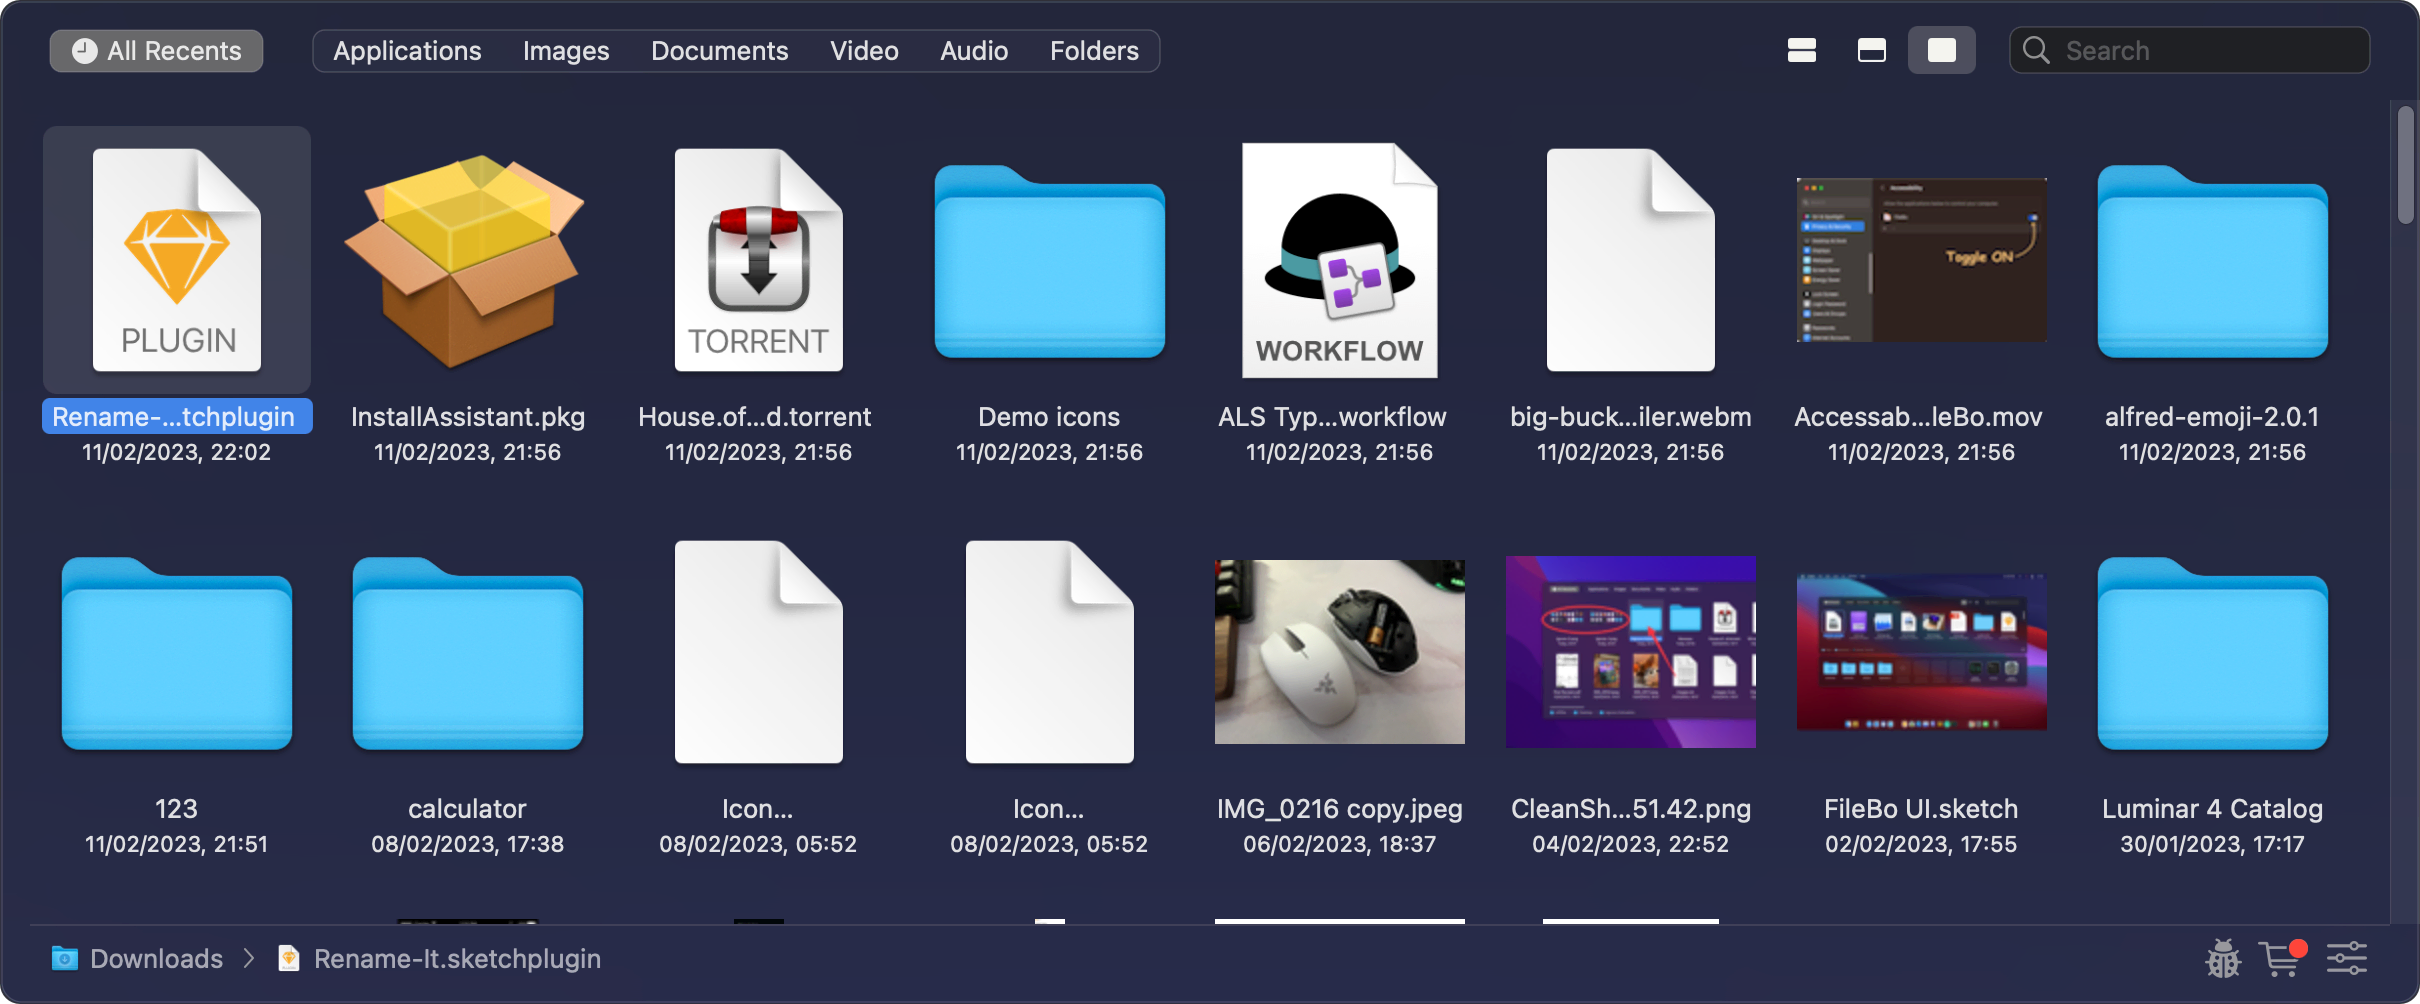 All Recents
Applications Images Documents Video Audio Folders
Search
PLUGIN
TORRENT
WORKFLOW
Accessibility
Toggle ON
Rename-...tchplugin
11/02/2023, 22:02
InstallAssistant.pkg
11/02/2023, 21:56
House.of...d.torrent
11/02/2023, 21:56
Demo icons
11/02/2023, 21:56
ALS Typ...workflow
11/02/2023, 21:56
big-buck...iler.webm
11/02/2023, 21:56
Accessab...leBo.mov
11/02/2023, 21:56
alfred-emoji-2.0.1
11/02/2023, 21:56
123
11/02/2023, 21:51
calculator
08/02/2023, 17:38
Icon...
08/02/2023, 05:52
Icon...
08/02/2023, 05:52
IMG_0216 copy.jpeg
06/02/2023, 18:37
CleanSh...51.42.png
04/02/2023, 22:52
FileBo UI.sketch
02/02/2023, 17:55
Luminar 4 Catalog
30/01/2023, 17:17
Downloads
Rename-It.sketchplugin